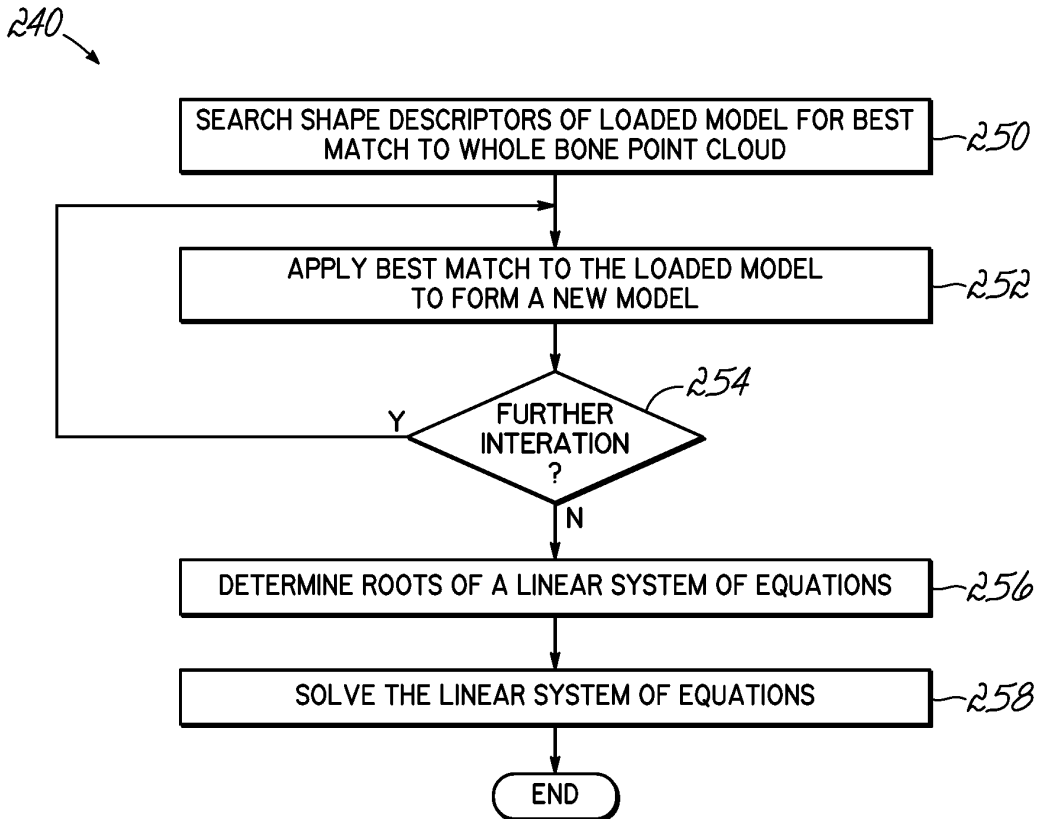 240
SEARCH SHAPE DESCRIPTORS OF LOADED MODEL FOR BEST
MATCH TO WHOLE BONE POINT CLOUD
250
APPLY BEST MATCH TO THE LOADED MODEL
TO FORM A NEW MODEL
252
254
Y
FURTHER
INTERATION
?
N
DETERMINE ROOTS OF A LINEAR SYSTEM OF EQUATIONS
256
SOLVE THE LINEAR SYSTEM OF EQUATIONS
258
END